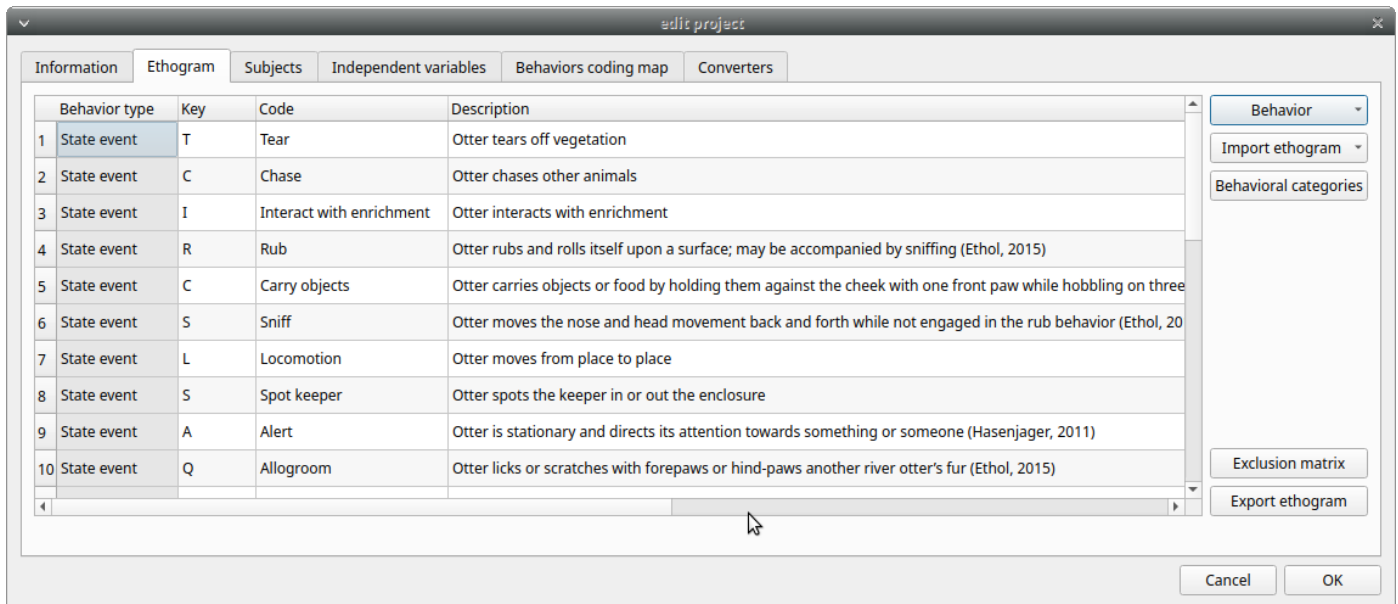 edit project
Information Ethogram Subjects Independent variables Behaviors coding map Converters
Behavior type Key Code Description
1 State event T Tear Otter tears off vegetation
2 State event C Chase Otter chases other animals
3 State event I Interact with enrichment Otter interacts with enrichment
4 State event R Rub Otter rubs and rolls itself upon a surface; may be accompanied by sniffing (Ethol, 2015)
5 State event C Carry objects Otter carries objects or food by holding them against the cheek with one front paw while hobbling on three
6 State event S Sniff Otter moves the nose and head movement back and forth while not engaged in the rub behavior (Ethol, 20
7 State event L Locomotion Otter moves from place to place
8 State event S Spot keeper Otter spots the keeper in or out the enclosure
9 State event A Alert Otter is stationary and directs its attention towards something or someone (Hasenjager, 2011)
10 State event Q Allogroom Otter licks or scratches with forepaws or hind-paws another river otter's fur (Ethol, 2015)
Behavior
Import ethogram
Behavioral categories
Exclusion matrix
Export ethogram
Cancel OK